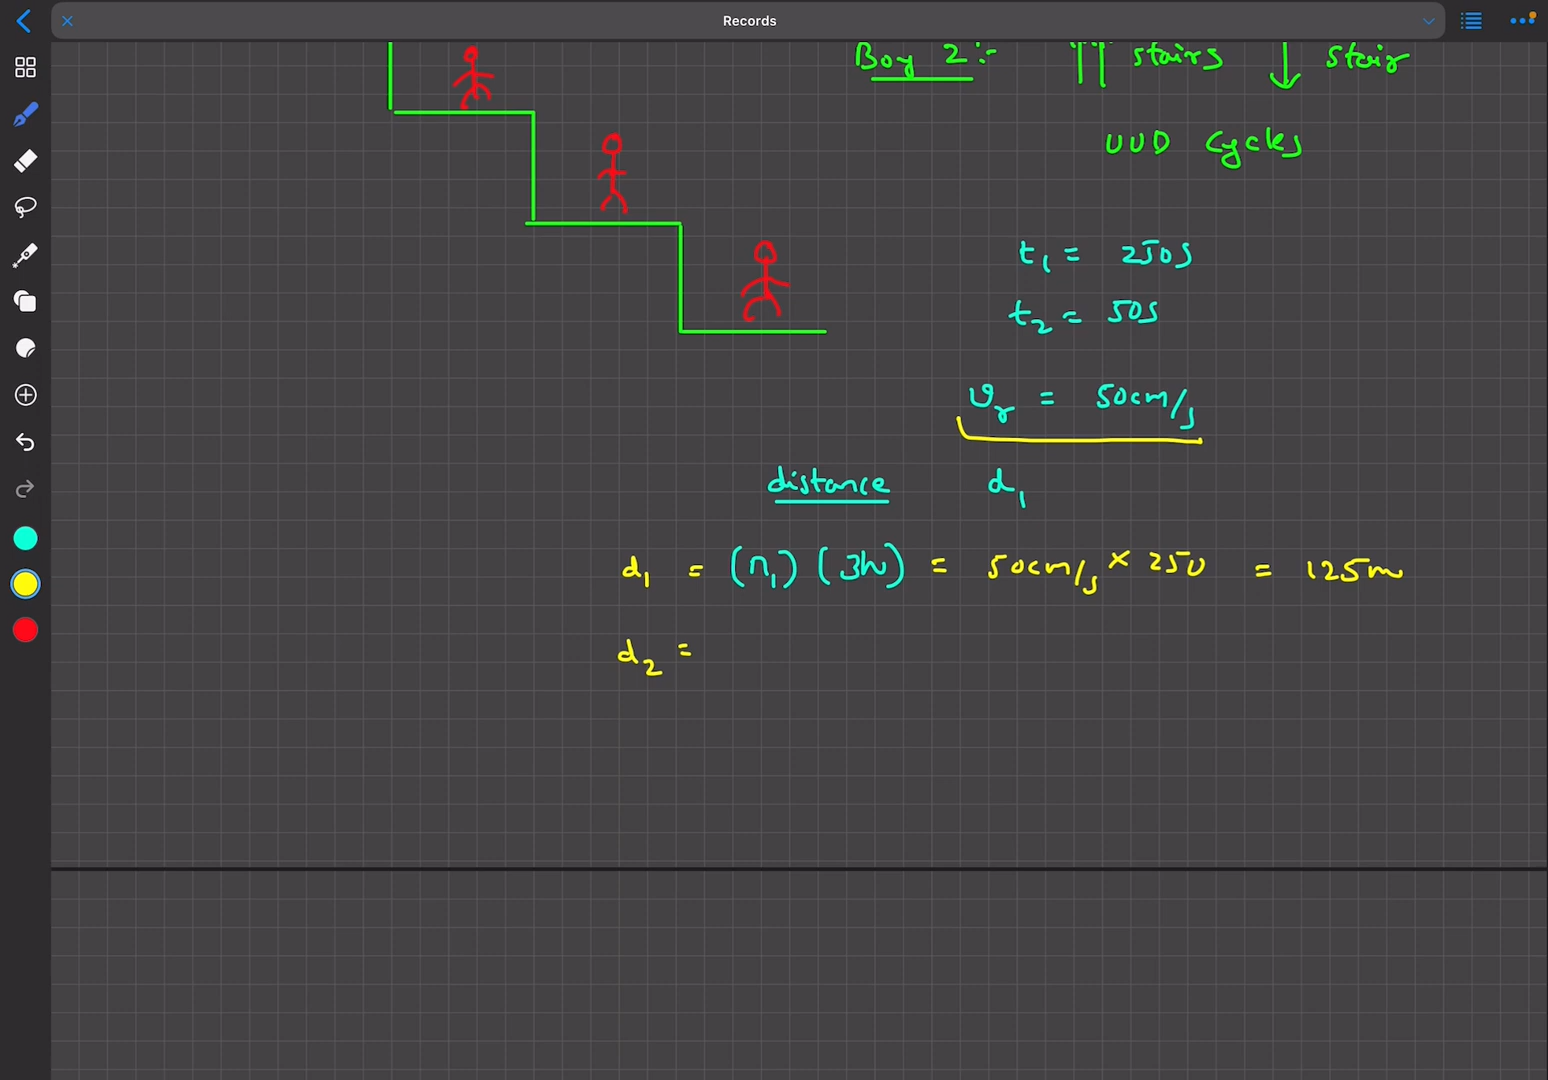 Records
Boy 2 :- ↑↑ stairs ↓ stair
UUD Cycles
t₁ = 250s
t₂ = 50s
vᵣ = 50cm/s
distance d₁
d₁ = (n₁) (3h) = 50cm/s × 250 = 125m
d₂ =